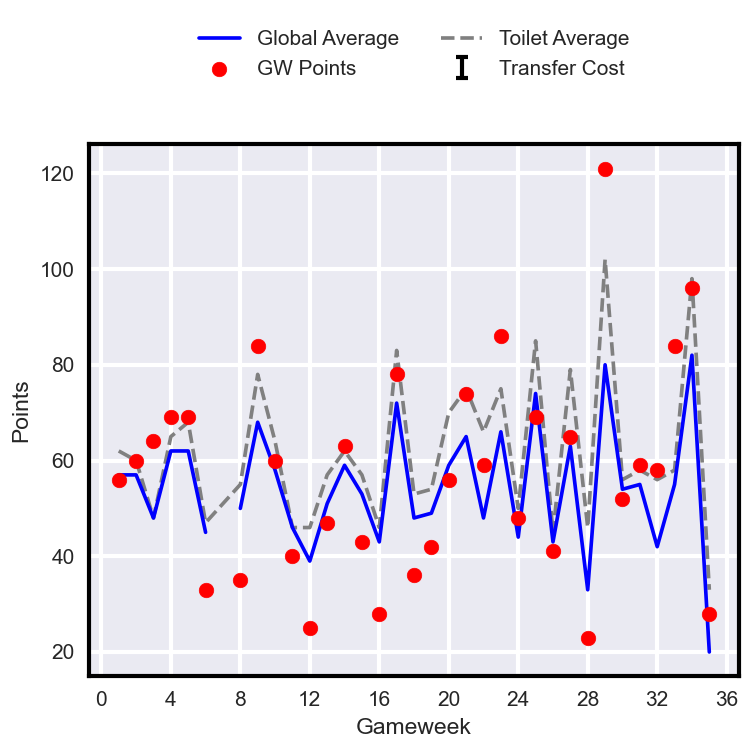 Global Average
Toilet Average
GW Points
Transfer Cost
120
100
80
60
40
20
Points
0 4 8 12 16 20 24 28 32 36
Gameweek